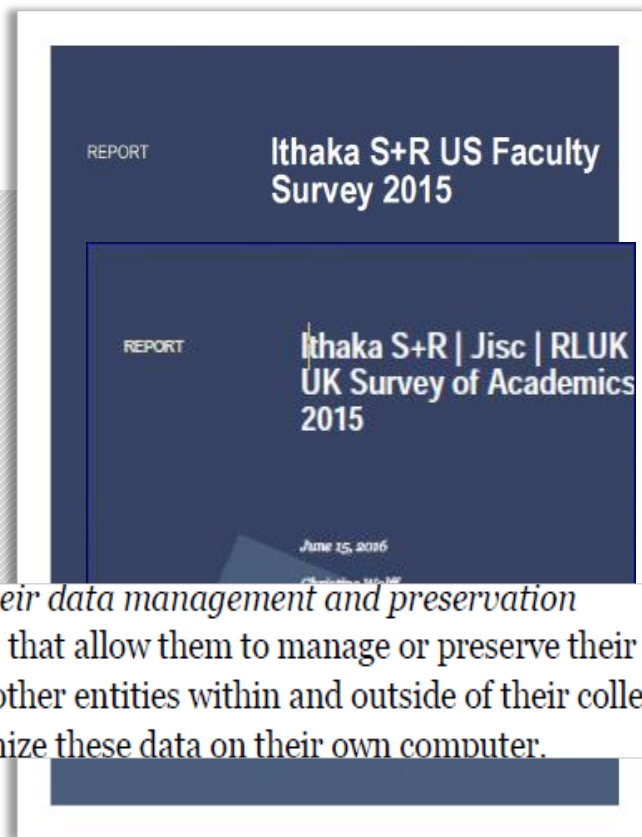 REPORT
Ithaka S+R US Faculty
Survey 2015
REPORT
Ithaka S+R | Jisc | RLUK
UK Survey of Academics
2015
June 15, 2016
Christine Wolff
eir data management and preservation
that allow them to manage or preserve their
other entities within and outside of their colle
nize these data on their own computer.